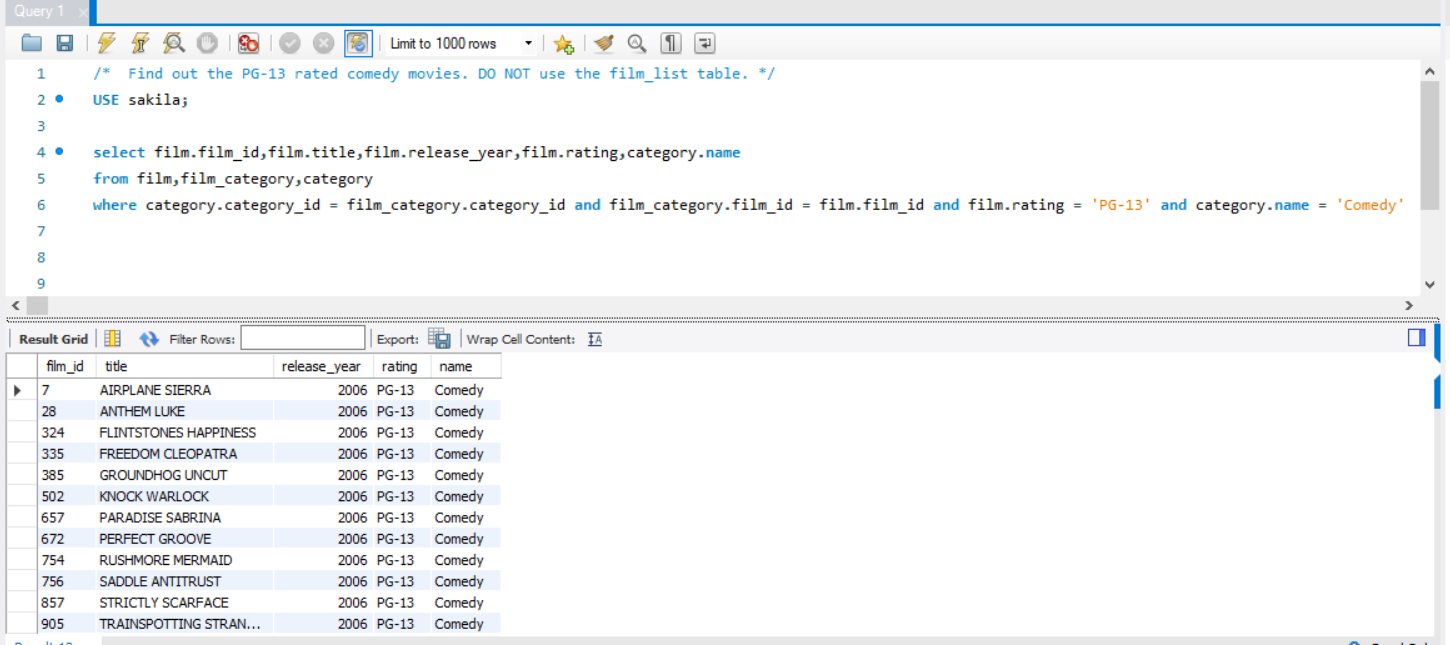 Query 1
Limit to 1000 rows
1 /* Find out the PG-13 rated comedy movies. DO NOT use the film_list table. */
2 USE sakila;
3
4 select film.film_id,film.title,film.release_year,film.rating,category.name
5 from film,film_category,category
6 where category.category_id = film_category.category_id and film_category.film_id = film.film_id and film.rating = 'PG-13' and category.name = 'Comedy'
7
8
9
Result Grid Filter Rows: Export: Wrap Cell Content:
film_id title release_year rating name
7 AIRPLANE SIERRA 2006 PG-13 Comedy
28 ANTHEM LUKE 2006 PG-13 Comedy
324 FLINTSTONES HAPPINESS 2006 PG-13 Comedy
335 FREEDOM CLEOPATRA 2006 PG-13 Comedy
385 GROUNDHOG UNCUT 2006 PG-13 Comedy
502 KNOCK WARLOCK 2006 PG-13 Comedy
657 PARADISE SABRINA 2006 PG-13 Comedy
672 PERFECT GROOVE 2006 PG-13 Comedy
754 RUSHMORE MERMAID 2006 PG-13 Comedy
756 SADDLE ANTITRUST 2006 PG-13 Comedy
857 STRICTLY SCARFACE 2006 PG-13 Comedy
905 TRAINSPOTTING STRAN... 2006 PG-13 Comedy